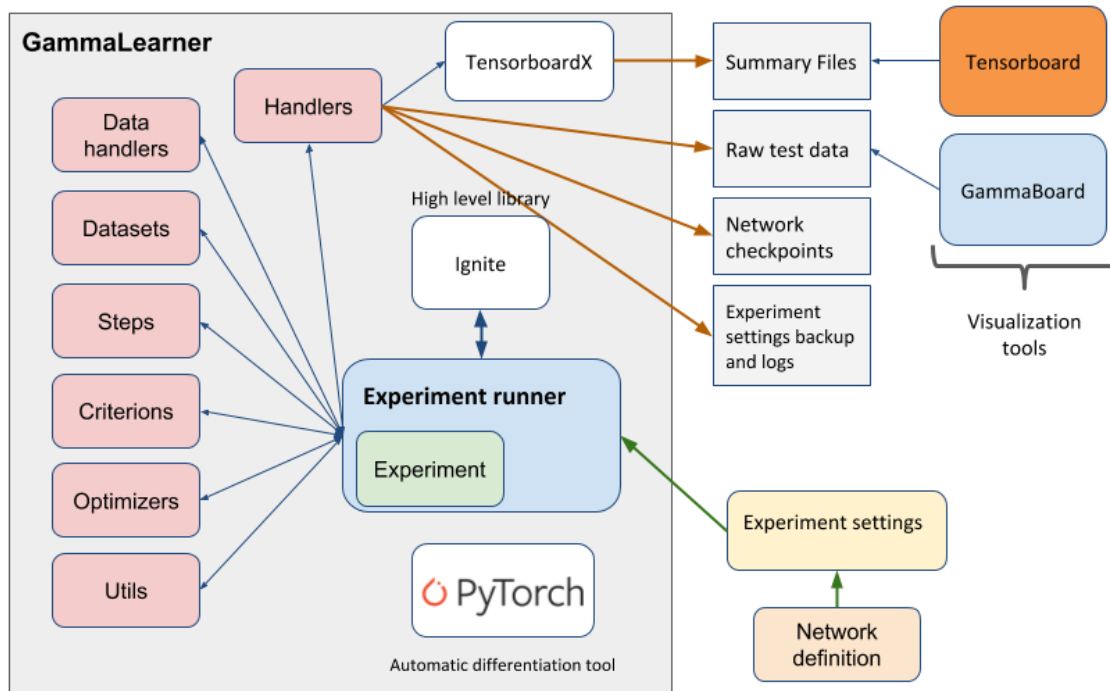 GammaLearner
TensorboardX
Summary Files
Tensorboard
Handlers
Data
handlers
Raw test data
GammaBoard
High level library
Datasets
Network
checkpoints
Ignite
Steps
Experiment
settings backup
and logs
Visualization
tools
Experiment runner
Criterions
Experiment
Optimizers
Experiment settings
Utils
PyTorch
Network
definition
Automatic differentiation tool